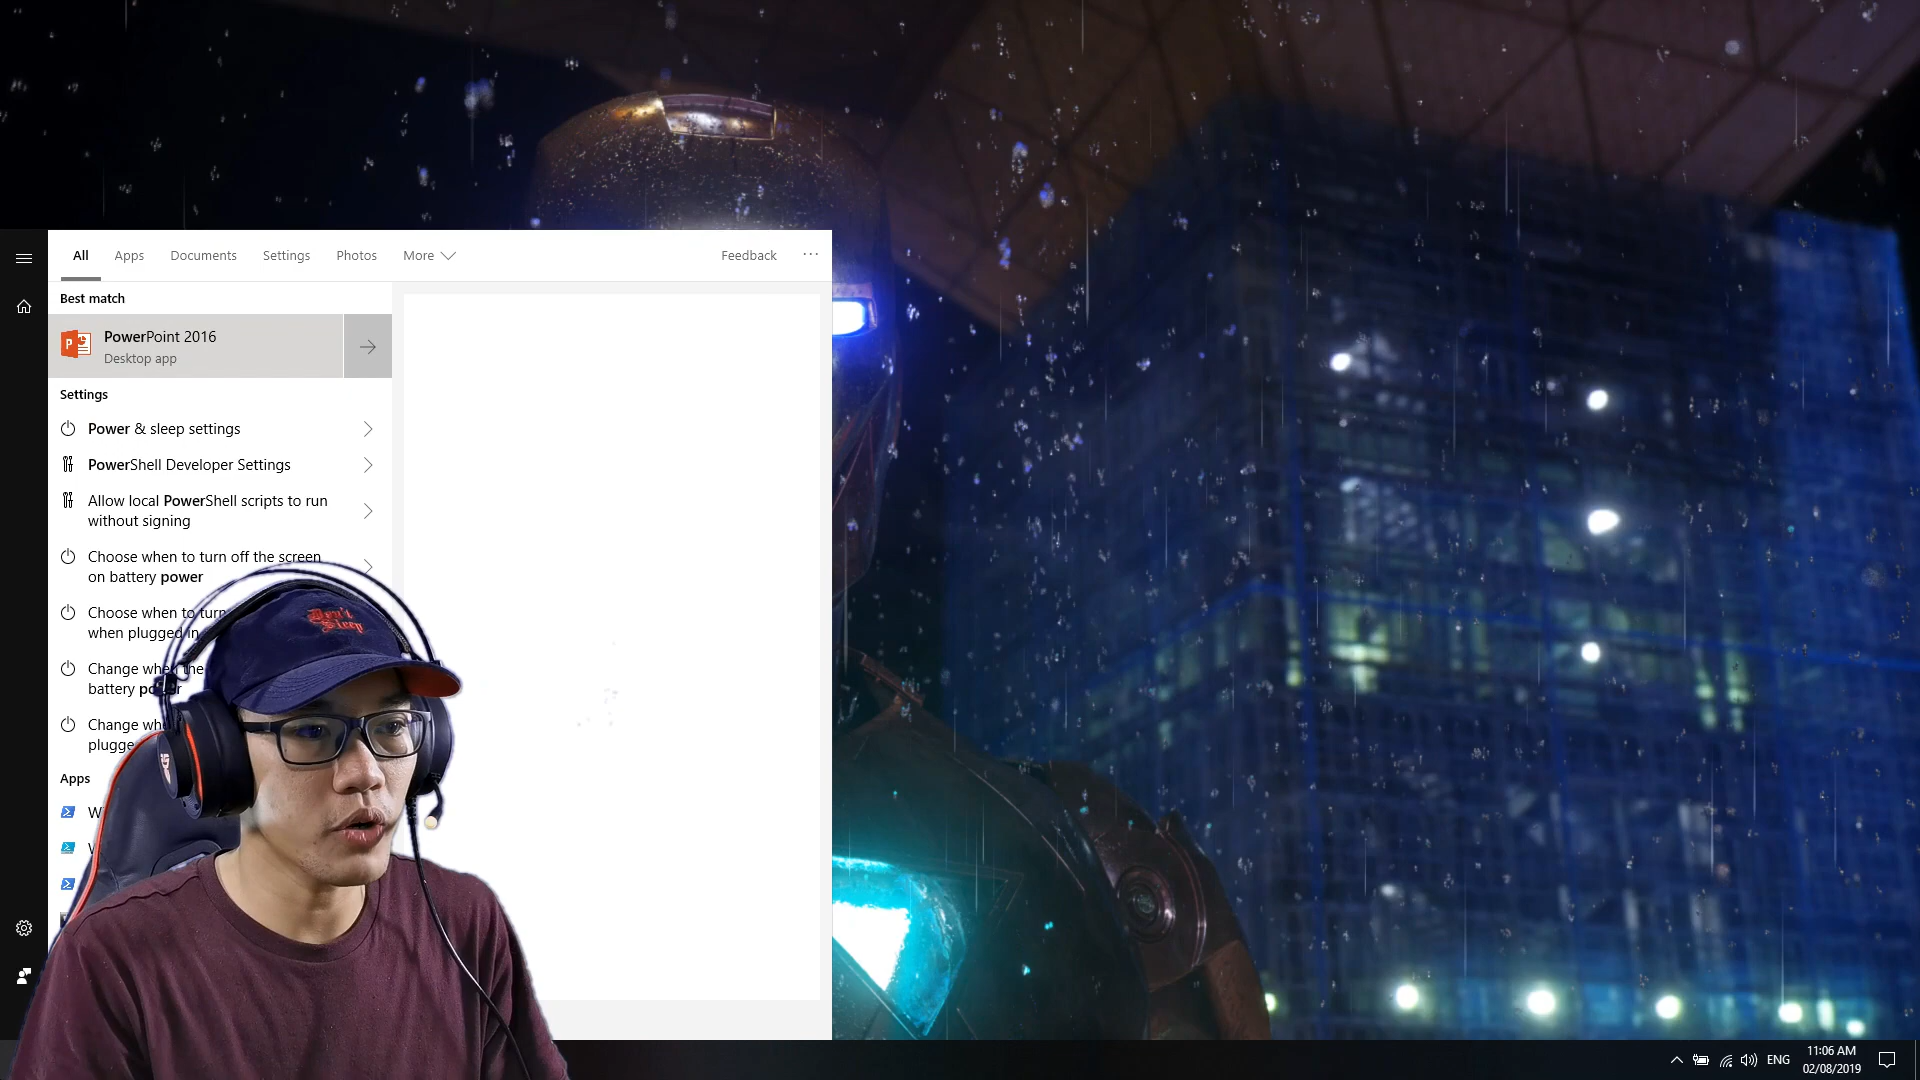 All Apps Documents Settings Photos More Feedback
Best match
PowerPoint 2016
Desktop app
Settings
Power & sleep settings
PowerShell Developer Settings
Allow local PowerShell scripts to run
without signing
Choose when to turn off the screen
on battery power
Choose when to turn
when plugged in
Change when the
battery power
Change
Apps
Don't
Sleep
ENG
11:06 AM
02/08/2019